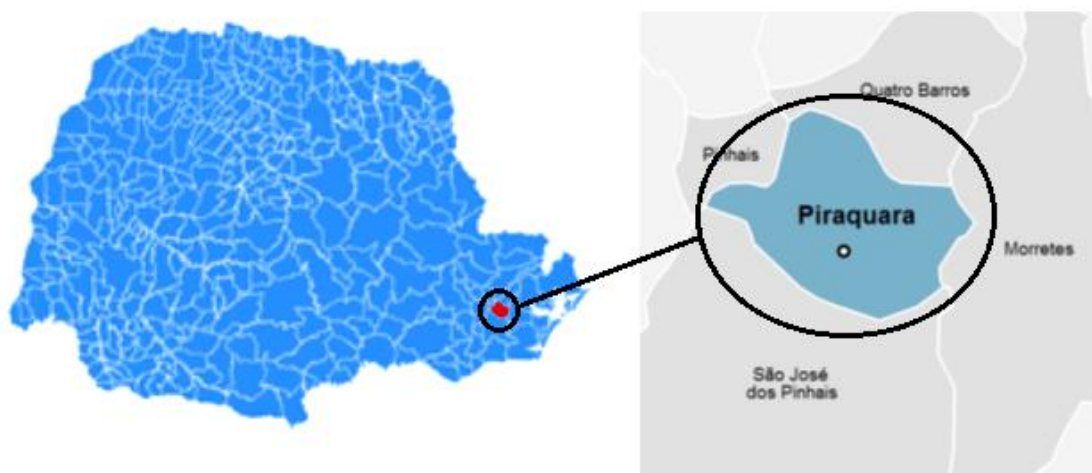 Quatro Barros
Pinhais
Piraquara
Morretes
São José
dos Pinhais